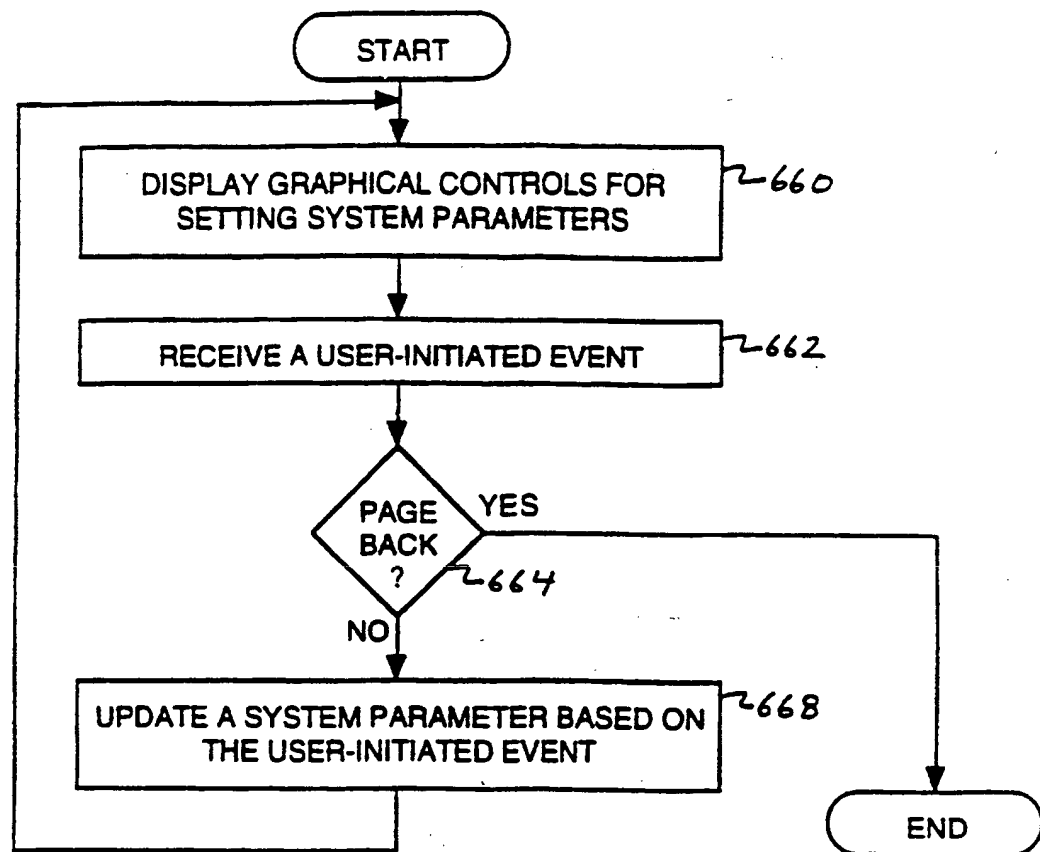 START
DISPLAY GRAPHICAL CONTROLS FOR
SETTING SYSTEM PARAMETERS
660
RECEIVE A USER-INITIATED EVENT
662
PAGE
BACK
?
YES
664
NO
UPDATE A SYSTEM PARAMETER BASED ON
THE USER-INITIATED EVENT
668
END